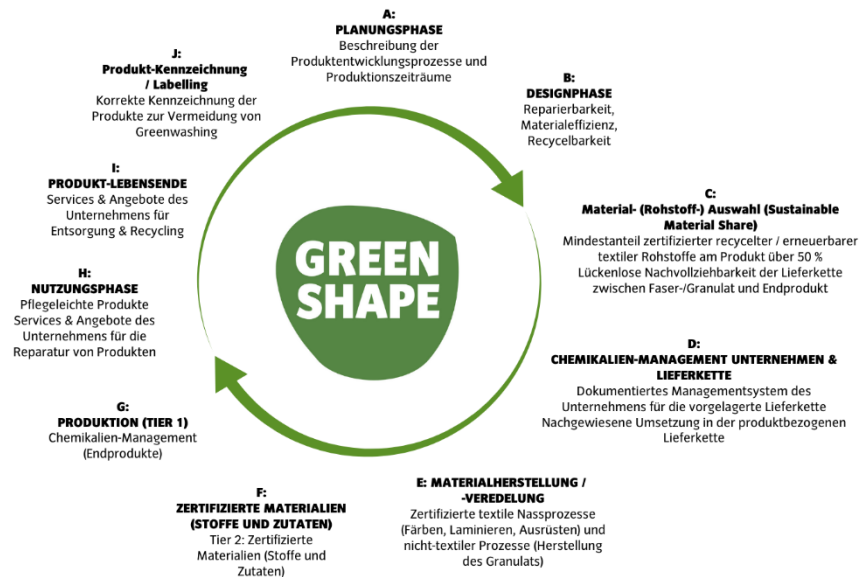 A:
PLANUNGSPHASE
Beschreibung der
Produktentwicklungsprozesse und
Produktionszeiträume
B:
DESIGNPHASE
Reparierbarkeit,
Materialeffizienz,
Recycelbarkeit
C:
Material- (Rohstoff-) Auswahl (Sustainable
Material Share)
Mindestanteil zertifizierter recycelter / erneuerbarer
textiler Rohstoffe am Produkt über 50 %
Lückenlose Nachvollziehbarkeit der Lieferkette
zwischen Faser-/Granulat und Endprodukt
D:
CHEMIKALIEN-MANAGEMENT UNTERNEHMEN &
LIEFERKETTE
Dokumentiertes Managementsystem des
Unternehmens für die vorgelagerte Lieferkette
Nachgewiesene Umsetzung in der produktbezogenen
Lieferkette
E: MATERIALHERSTELLUNG /
-VEREDELUNG
Zertifizierte textile Nassprozesse
(Färben, Laminieren, Ausrüsten) und
nicht-textiler Prozesse (Herstellung
des Granulats)
F:
ZERTIFIZIERTE MATERIALIEN
(STOFFE UND ZUTATEN)
Tier 2: Zertifizierte
Materialien (Stoffe und
Zutaten)
G:
PRODUKTION (TIER 1)
Chemikalien-Management
(Endprodukte)
H:
NUTZUNGSPHASE
Pflegeleichte Produkte
Services & Angebote des
Unternehmens für die
Reparatur von Produkten
I:
PRODUKT-LEBENSENDE
Services & Angebote des
Unternehmens für
Entsorgung & Recycling
J:
Produkt-Kennzeichnung
/ Labelling
Korrekte Kennzeichnung der
Produkte zur Vermeidung von
Greenwashing
GREEN
SHAPE